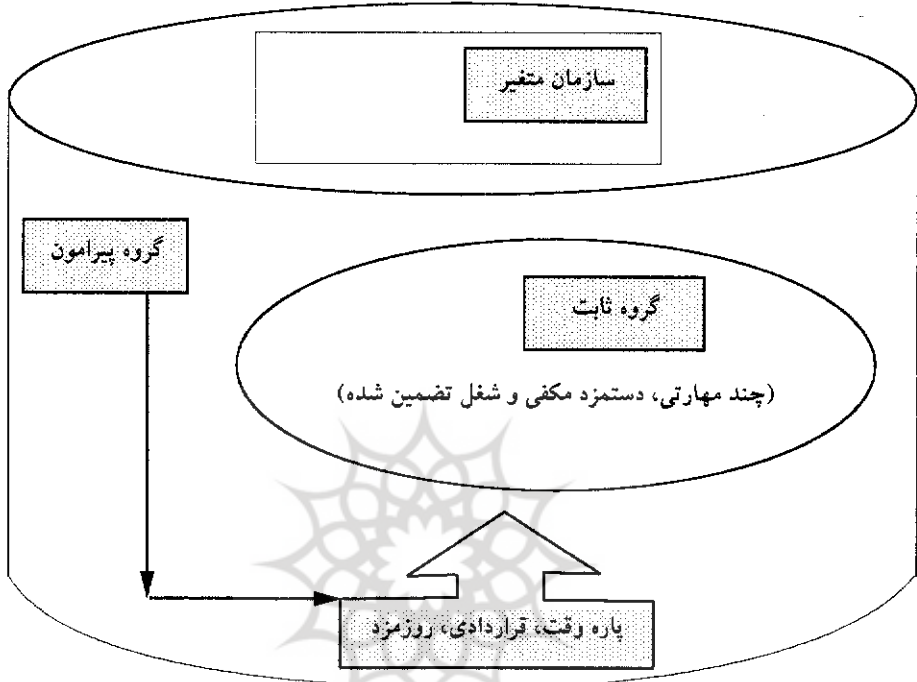 سازمان متغیر
گروه پیرامون
گروه ثابت
(چند مهارتی، دستمزد مکفی و شغل تضمین شده)
پاره وقت، قراردادی، روزمزد